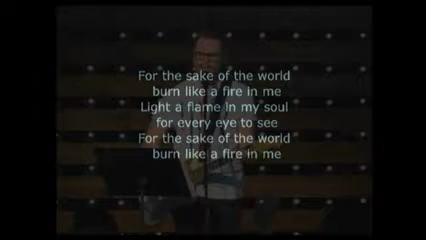 For the sake of the world
burn like a fire in me
Light a flame in my soul
for every eye to see
For the sake of the world
burn like a fire in me